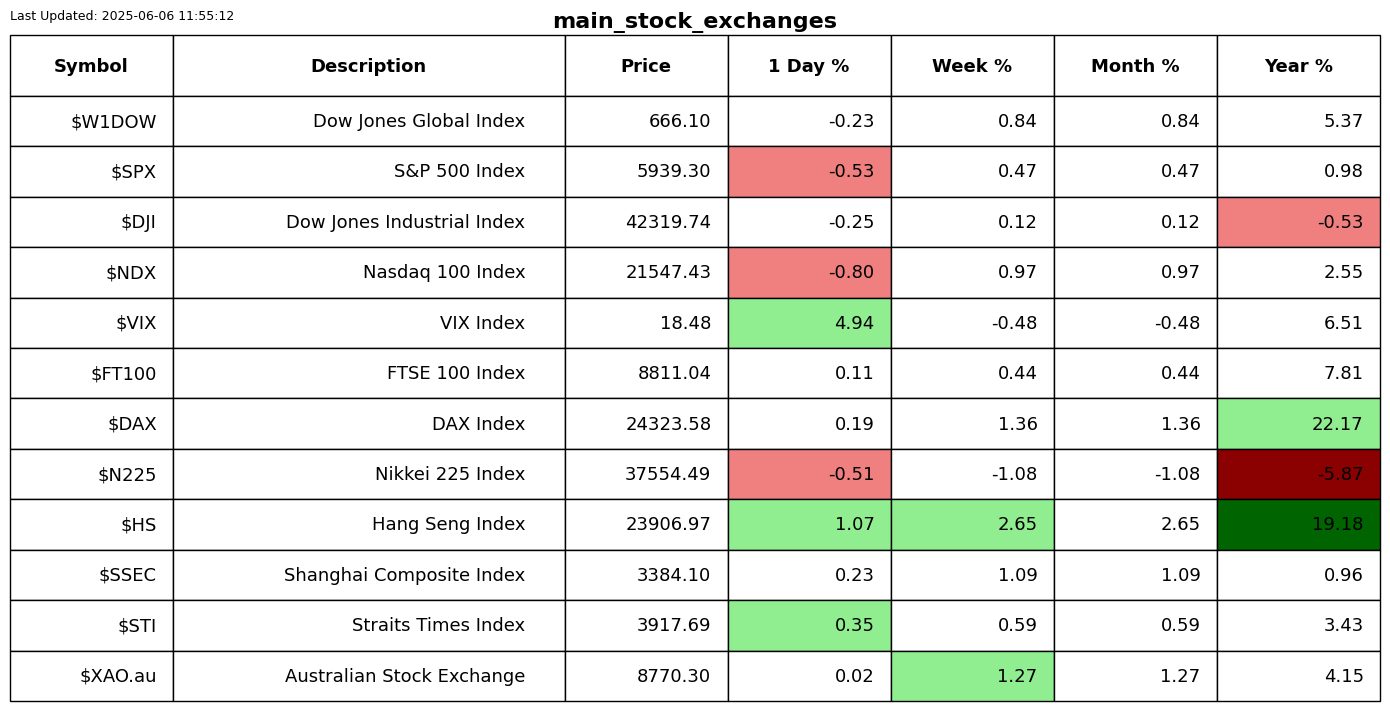 Last Updated: 2025-06-06 11:55:12
main_stock_exchanges
Symbol Description Price 1 Day % Week % Month % Year %
$W1DOW Dow Jones Global Index 666.10 -0.23 0.84 0.84 5.37
$SPX S&P 500 Index 5939.30 -0.53 0.47 0.47 0.98
$DJI Dow Jones Industrial Index 42319.74 -0.25 0.12 0.12 -0.53
$NDX Nasdaq 100 Index 21547.43 -0.80 0.97 0.97 2.55
$VIX VIX Index 18.48 4.94 -0.48 -0.48 6.51
$FT100 FTSE 100 Index 8811.04 0.11 0.44 0.44 7.81
$DAX DAX Index 24323.58 0.19 1.36 1.36 22.17
$N225 Nikkei 225 Index 37554.49 -0.51 -1.08 -1.08 -5.87
$HS Hang Seng Index 23906.97 1.07 2.65 2.65 19.18
$SSEC Shanghai Composite Index 3384.10 0.23 1.09 1.09 0.96
$STI Straits Times Index 3917.69 0.35 0.59 0.59 3.43
$XAO.au Australian Stock Exchange 8770.30 0.02 1.27 1.27 4.15